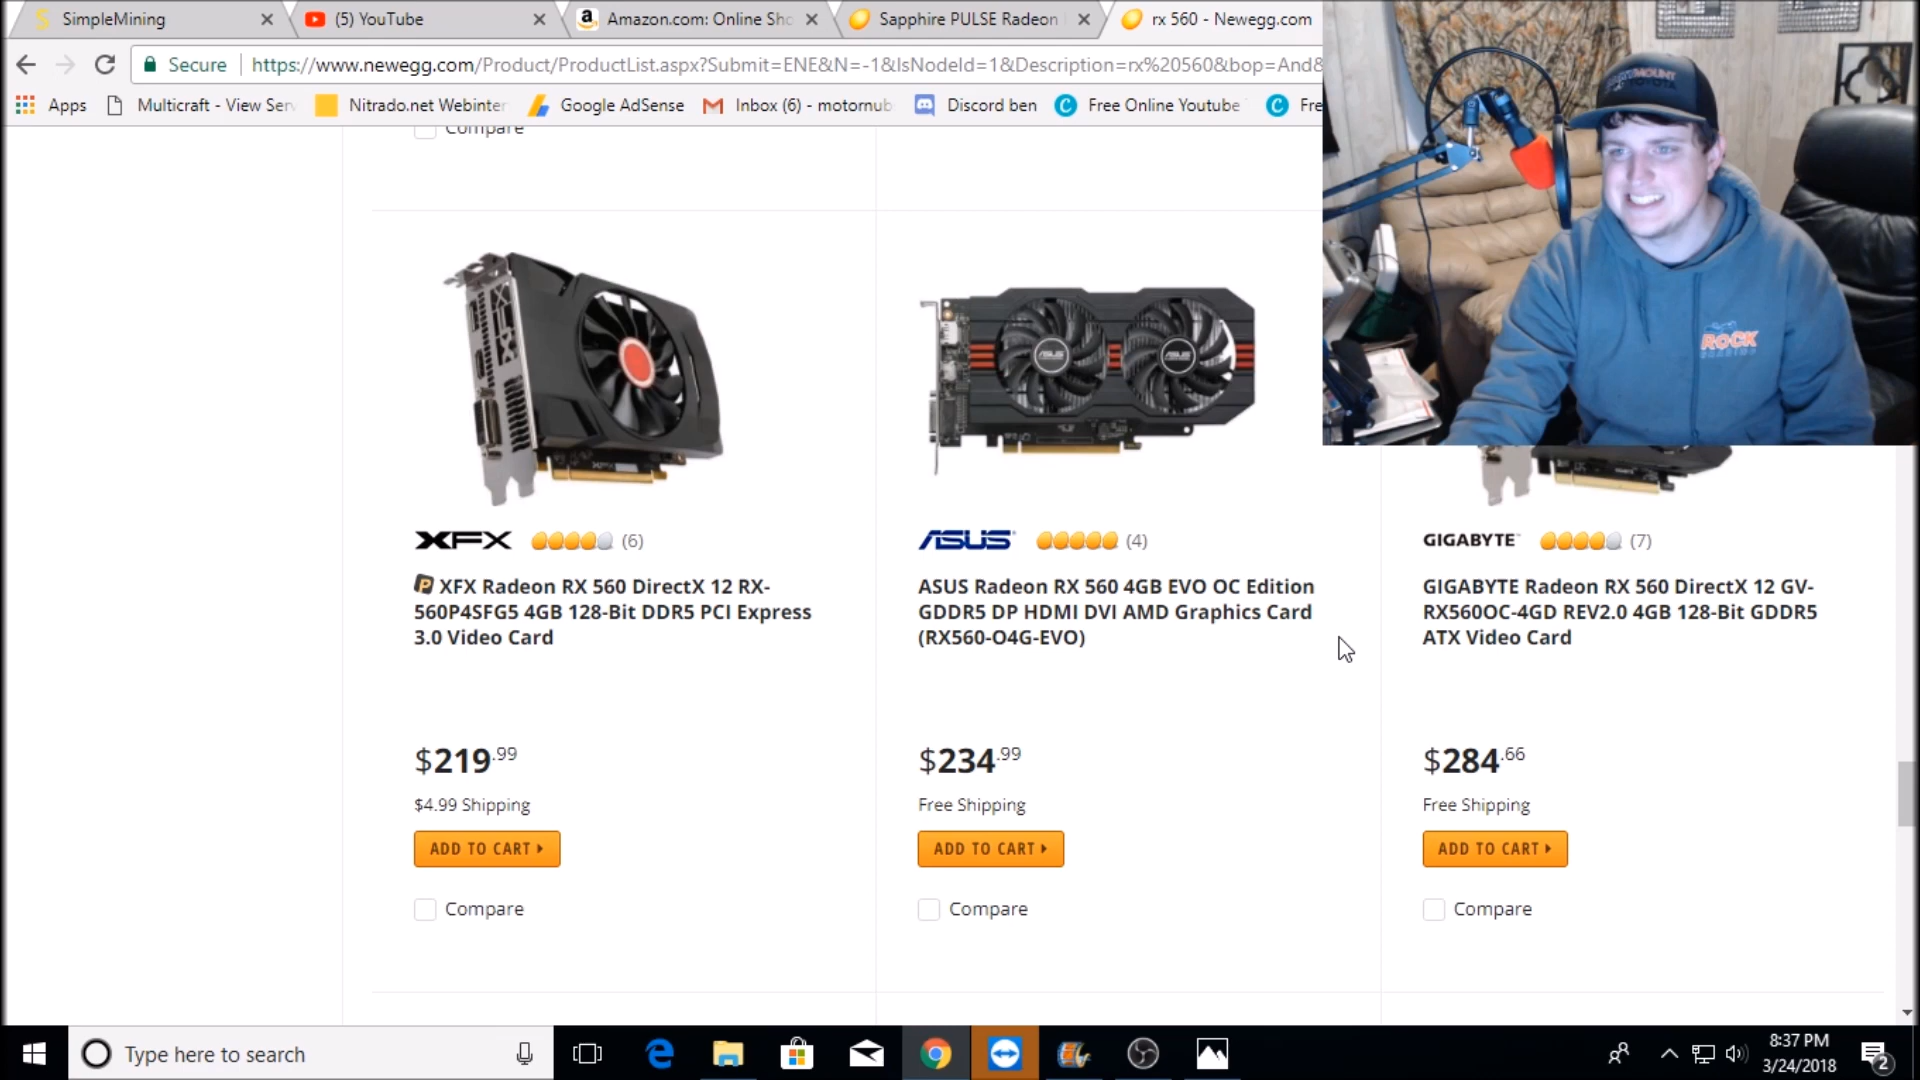 SimpleMining
(5) YouTube
Amazon.com: Online Sho
Sapphire PULSE Radeon
rx 560 - Newegg.com
Secure
https://www.newegg.com/Product/ProductList.aspx?Submit=ENE&N=-1&IsNodeId=1&Description=rx%20560&bop=And&
Apps
Multicraft - View Serv
Nitrado.net Webinter
Google AdSense
Inbox (6) - motornub
Discord ben
Free Online Youtube
Fre
Compare
ROCK
XFX (6)
ASUS (4)
GIGABYTE (7)
XFX Radeon RX 560 DirectX 12 RX-
560P4SFG5 4GB 128-Bit DDR5 PCI Express
3.0 Video Card
ASUS Radeon RX 560 4GB EVO OC Edition
GDDR5 DP HDMI DVI AMD Graphics Card
(RX560-O4G-EVO)
GIGABYTE Radeon RX 560 DirectX 12 GV-
RX560OC-4GD REV2.0 4GB 128-Bit GDDR5
ATX Video Card
$219.99
$234.99
$284.66
$4.99 Shipping
Free Shipping
Free Shipping
ADD TO CART
ADD TO CART
ADD TO CART
Compare
Compare
Compare
Type here to search
8:37 PM
3/24/2018
2